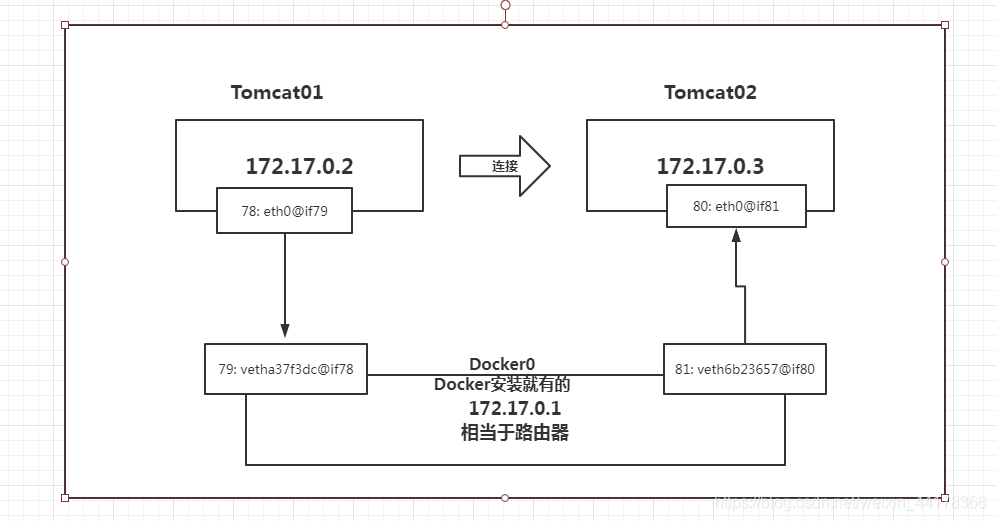 Tomcat01
Tomcat02
172.17.0.2
连接
172.17.0.3
78: eth0@if79
80: eth0@if81
79: vetha37f3dc@if78
Docker0
Docker安装就有的
172.17.0.1
相当于路由器
81: veth6b23657@if80
https://blog.csdn.net/weixin_44178366